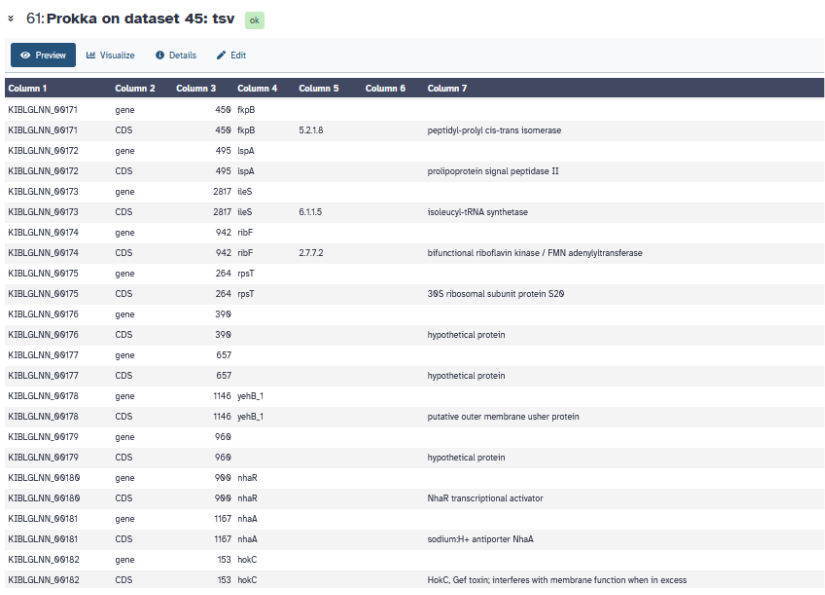 61: Prokka on dataset 45: tsv ok
Preview Visualize Details Edit
Column 1 Column 2 Column 3 Column 4 Column 5 Column 6 Column 7
KIBLGLNN_00171 gene 450 fkpB
KIBLGLNN_00171 CDS 450 fkpB 5.2.1.8 peptidyl-prolyl cis-trans isomerase
KIBLGLNN_00172 gene 495 lspA
KIBLGLNN_00172 CDS 495 lspA prolipoprotein signal peptidase II
KIBLGLNN_00173 gene 2817 ileS
KIBLGLNN_00173 CDS 2817 ileS 6.1.1.5 isoleucyl-tRNA synthetase
KIBLGLNN_00174 gene 942 ribF
KIBLGLNN_00174 CDS 942 ribF 2.7.7.2 bifunctional riboflavin kinase / FMN adenylyltransferase
KIBLGLNN_00175 gene 264 rpsT
KIBLGLNN_00175 CDS 264 rpsT 30S ribosomal subunit protein S20
KIBLGLNN_00176 gene 390
KIBLGLNN_00176 CDS 390 hypothetical protein
KIBLGLNN_00177 gene 657
KIBLGLNN_00177 CDS 657 hypothetical protein
KIBLGLNN_00178 gene 1146 yehB_1
KIBLGLNN_00178 CDS 1146 yehB_1 putative outer membrane usher protein
KIBLGLNN_00179 gene 960
KIBLGLNN_00179 CDS 960 hypothetical protein
KIBLGLNN_00180 gene 900 nhaR
KIBLGLNN_00180 CDS 900 nhaR NhaR transcriptional activator
KIBLGLNN_00181 gene 1167 nhaA
KIBLGLNN_00181 CDS 1167 nhaA sodium:H+ antiporter NhaA
KIBLGLNN_00182 gene 153 hokC
KIBLGLNN_00182 CDS 153 hokC HokC, Gef toxin; interferes with membrane function when in excess